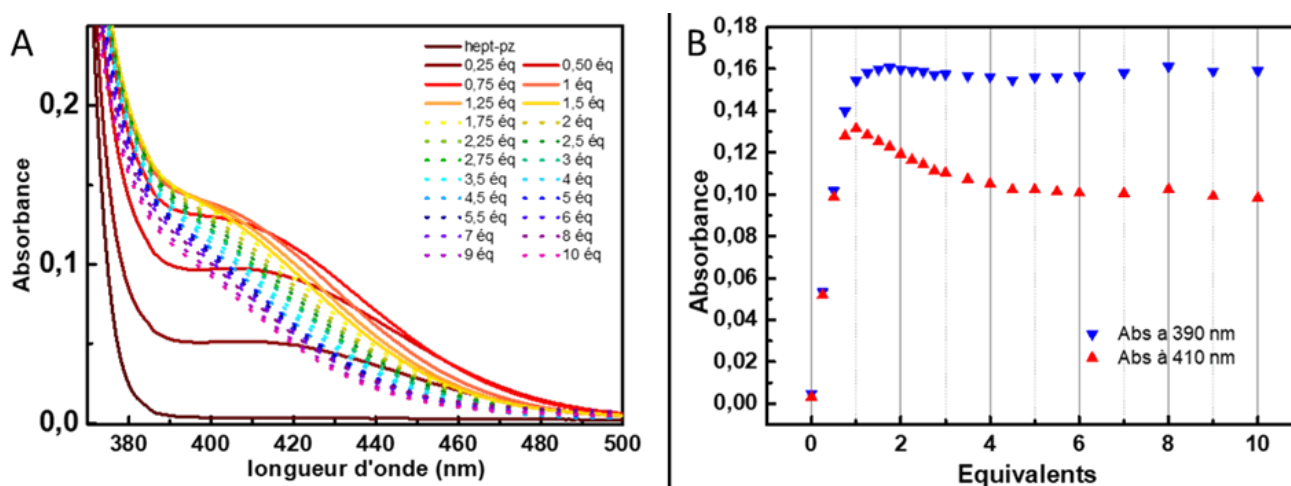 A
Absorbance
0,2
0,1
0,0
380 400 420 440 460 480 500
longueur d'onde (nm)
hept-pz
0,25 éq 0,50 éq
0,75 éq 1 éq
1,25 éq 1,5 éq
1,75 éq 2 éq
2,25 éq 2,5 éq
2,75 éq 3 éq
3,5 éq 4 éq
4,5 éq 5 éq
5,5 éq 6 éq
7 éq 8 éq
9 éq 10 éq
B
Absorbance
0,18
0,16
0,14
0,12
0,10
0,08
0,06
0,04
0,02
0,00
0 2 4 6 8 10
Equivalents
Abs a 390 nm
Abs à 410 nm